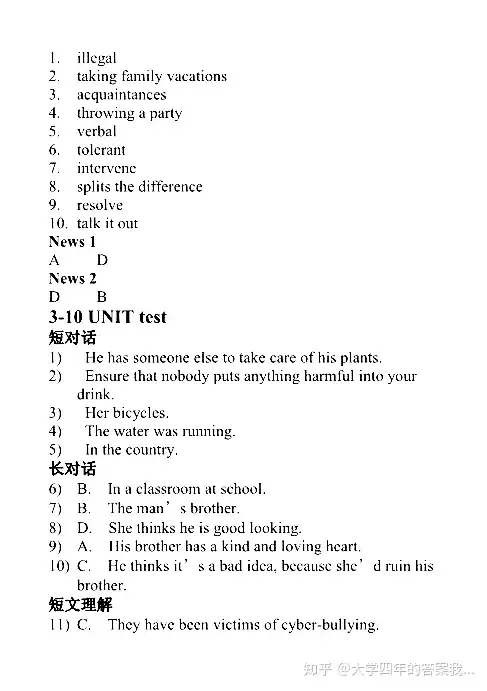 1. illegal
2. taking family vacations
3. acquaintances
4. throwing a party
5. verbal
6. tolerant
7. intervene
8. splits the difference
9. resolve
10. talk it out
News 1
A D
News 2
D B
3-10 UNIT test
短对话
1) He has someone else to take care of his plants.
2) Ensure that nobody puts anything harmful into your
drink.
3) Her bicycles.
4) The water was running.
5) In the country.
长对话
6) B. In a classroom at school.
7) B. The man’s brother.
8) D. She thinks he is good looking.
9) A. His brother has a kind and loving heart.
10) C. He thinks it’s a bad idea, because she’d ruin his
brother.
短文理解
11) C. They have been victims of cyber-bullying.
知乎 @大学四年的答案我...